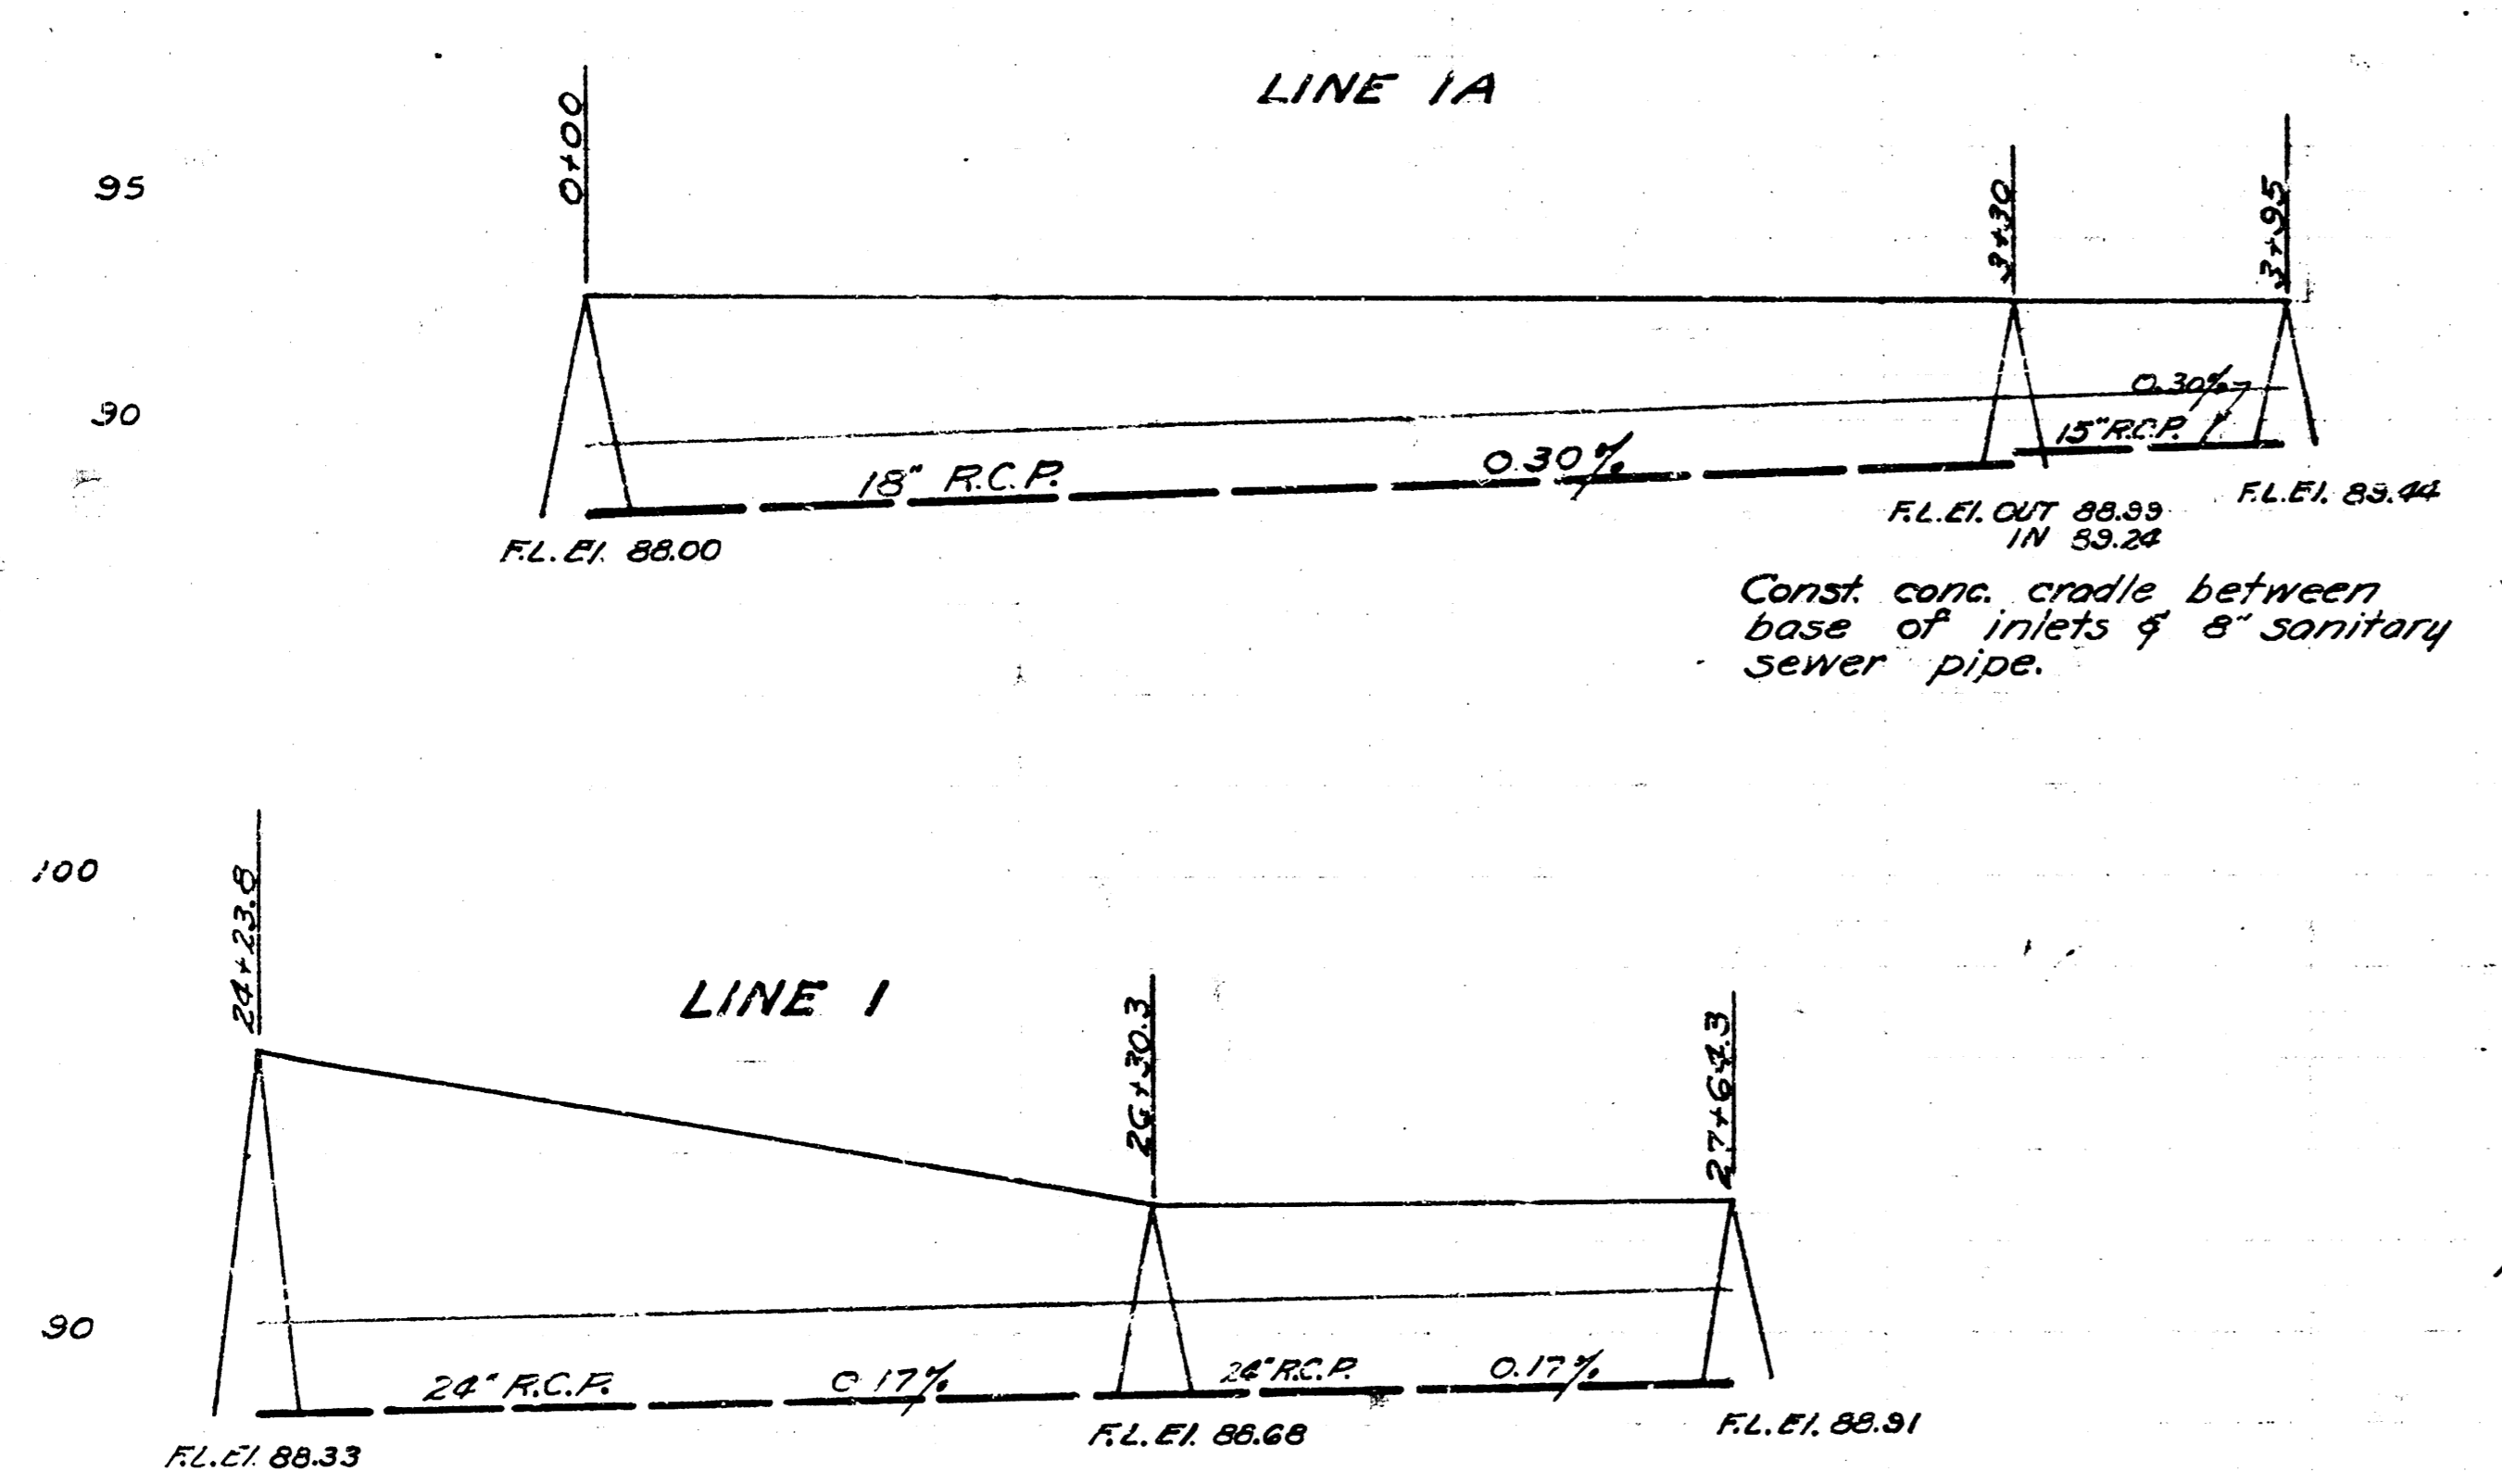 LINE 1A
0+00
3+30
3+95
95
90
0.30%
15" R.C.P.
18" R.C.P.
0.30%
F.L. El. 88.00
F.L. El. OUT 88.99
IN 89.24
F.L. El. 89.44
Const. conc. cradle between
base of inlets & 8" sanitary
sewer pipe.
100
24+23.8
LINE 1
26+30.3
27+67.3
90
24" R.C.P.
0.17%
24" R.C.P.
0.17%
F.L. El. 88.33
F.L. El. 88.68
F.L. El. 88.91